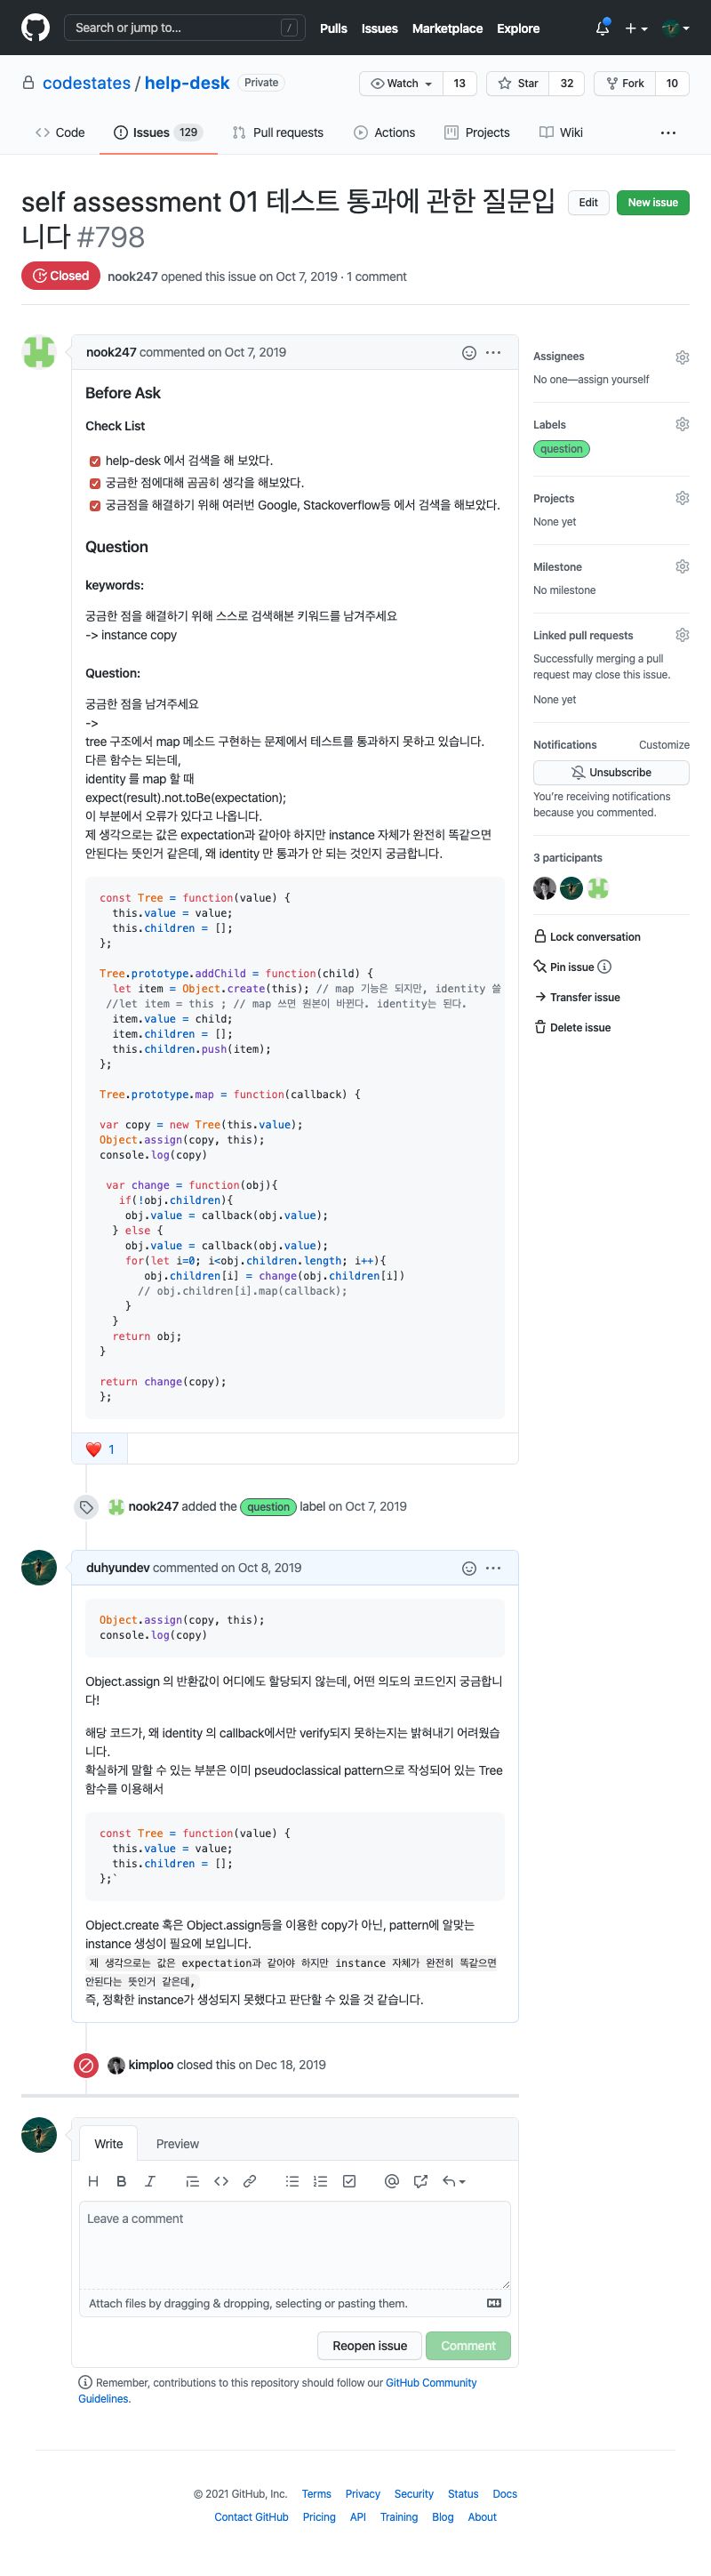 Search or jump to... /
Pulls Issues Marketplace Explore
codestates / help-desk Private
Watch 13 Star 32 Fork 10
Code Issues 129 Pull requests Actions Projects Wiki ...
self assessment 01 테스트 통과에 관한 질문입
니다 #798
Edit New issue
Closed nook247 opened this issue on Oct 7, 2019 · 1 comment
nook247 commented on Oct 7, 2019
Before Ask
Check List
help-desk 에서 검색을 해 보았다.
궁금한 점에대해 곰곰히 생각을 해보았다.
궁금점을 해결하기 위해 여러번 Google, Stackoverflow등 에서 검색을 해보았다.
Question
keywords:
궁금한 점을 해결하기 위해 스스로 검색해본 키워드를 남겨주세요
-> instance copy
Question:
궁금한 점을 남겨주세요
->
tree 구조에서 map 메소드 구현하는 문제에서 테스트를 통과하지 못하고 있습니다.
다른 함수는 되는데,
identity 를 map 할 때
expect(result).not.toBe(expectation);
이 부분에서 오류가 있다고 나옵니다.
제 생각으로는 값은 expectation과 같아야 하지만 instance 자체가 완전히 똑같으면
안된다는 뜻인거 같은데, 왜 identity 만 통과가 안 되는 것인지 궁금합니다.
const Tree = function(value) {
  this.value = value;
  this.children = [];
};
Tree.prototype.addChild = function(child) {
  let item = Object.create(this); // map 기능은 되지만, identity 쓸
 //let item = this ; // map 쓰면 원본이 바뀐다. identity는 된다.
  item.value = child;
  item.children = [];
  this.children.push(item);
};
Tree.prototype.map = function(callback) {
var copy = new Tree(this.value);
Object.assign(copy, this);
console.log(copy)
 var change = function(obj){
   if(!obj.children){
    obj.value = callback(obj.value);
  } else {
    obj.value = callback(obj.value);
    for(let i=0; i<obj.children.length; i++){
       obj.children[i] = change(obj.children[i])
      // obj.children[i].map(callback);
    }
  }
  return obj;
}
return change(copy);
};
❤️ 1
nook247 added the question label on Oct 7, 2019
duhyundev commented on Oct 8, 2019
Object.assign(copy, this);
console.log(copy)
Object.assign 의 반환값이 어디에도 할당되지 않는데, 어떤 의도의 코드인지 궁금합니
다!
해당 코드가, 왜 identity 의 callback에서만 verify되지 못하는지는 밝혀내기 어려웠습
니다.
확실하게 말할 수 있는 부분은 이미 pseudoclassical pattern으로 작성되어 있는 Tree
함수를 이용해서
const Tree = function(value) {
  this.value = value;
  this.children = [];
};`
Object.create 혹은 Object.assign등을 이용한 copy가 아닌, pattern에 알맞는
instance 생성이 필요에 보입니다.
제 생각으로는 값은 expectation과 같아야 하지만 instance 자체가 완전히 똑같으면
안된다는 뜻인거 같은데,
즉, 정확한 instance가 생성되지 못했다고 판단할 수 있을 것 같습니다.
kimploo closed this on Dec 18, 2019
Assignees
No one—assign yourself
Labels
question
Projects
None yet
Milestone
No milestone
Linked pull requests
Successfully merging a pull
request may close this issue.
None yet
Notifications Customize
Unsubscribe
You're receiving notifications
because you commented.
3 participants
Lock conversation
Pin issue
Transfer issue
Delete issue
Write Preview
Leave a comment
Attach files by dragging & dropping, selecting or pasting them.
Reopen issue Comment
Remember, contributions to this repository should follow our GitHub Community
Guidelines.
© 2021 GitHub, Inc. Terms Privacy Security Status Docs
Contact GitHub Pricing API Training Blog About